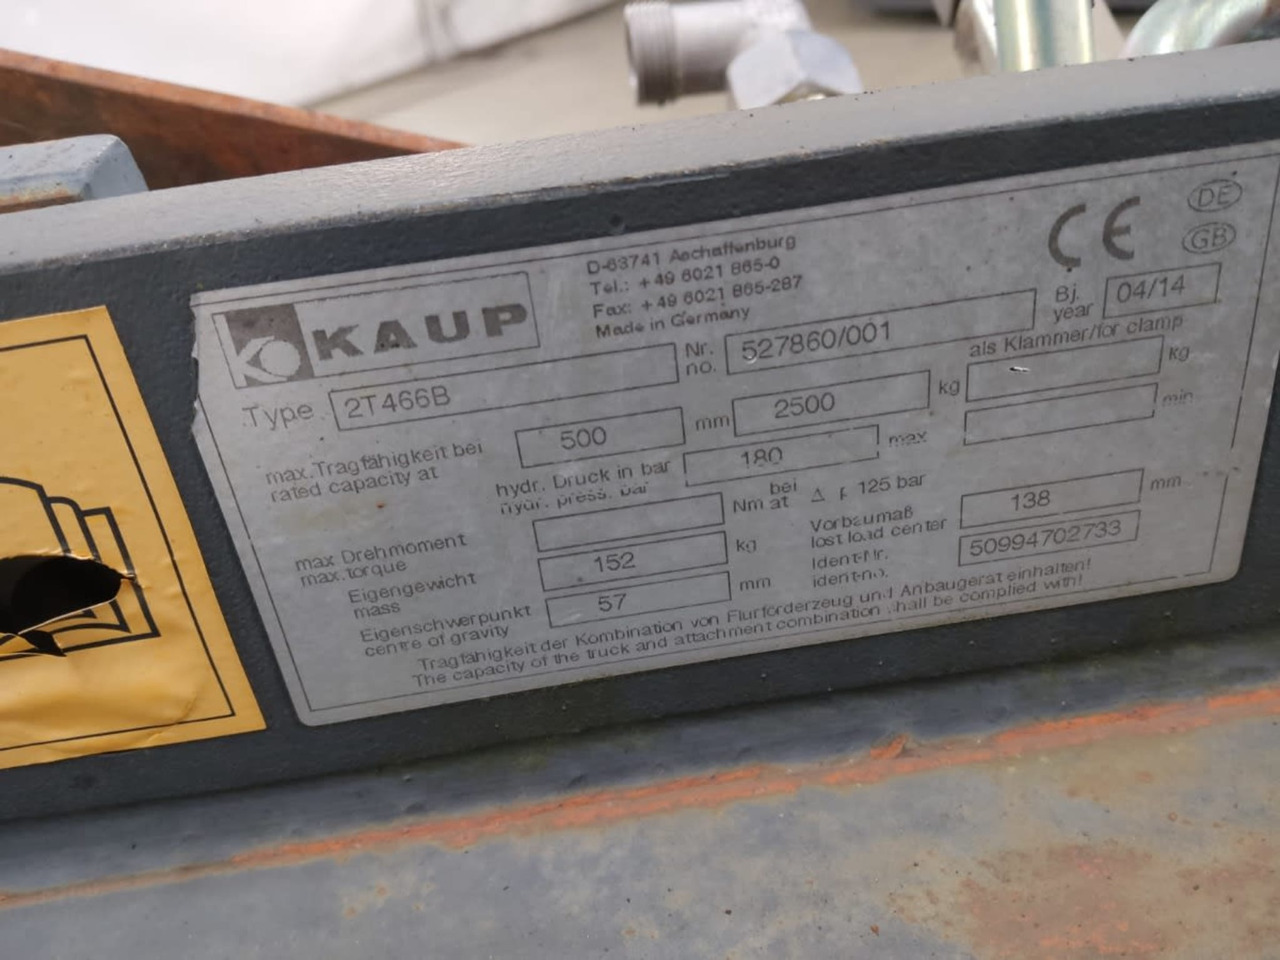 KAUP
D-63741 Aschaffenburg
Tel.: +49 6021 865-0
Fax: +49 6021 865-287
Made in Germany
CE
DE
GB
Type 2T466B
Nr. 527860/001
no.
Bj. 04/14
year
max. Tragfähigkeit bei 500 mm 2500 kg
rated capacity at
als Klammer/for clamp
kg
min
hydr. Druck in bar 180 max
hydr. press. bar
max Drehmoment Nm bei Δ p 125 bar
max. torque at
Eigengewicht 152 kg
mass
Vorbaumaß 138 mm
lost load center
Eigenschwerpunkt 57 mm
centre of gravity
Ident-Nr. 50994702733
ident-no.
Tragfähigkeit der Kombination von Flurförderzeug und Anbaugerät einhalten!
The capacity of the truck and attachment combination shall be complied with!